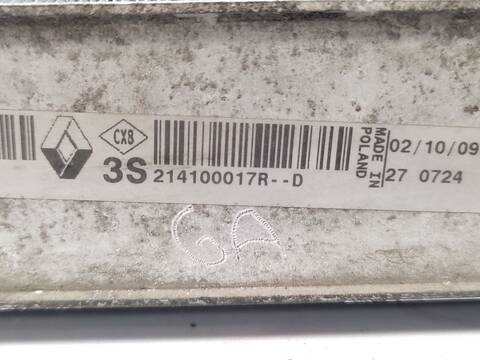 CX8
3S 214100017R--D
MADE IN
POLAND
02/10/09
27 0724